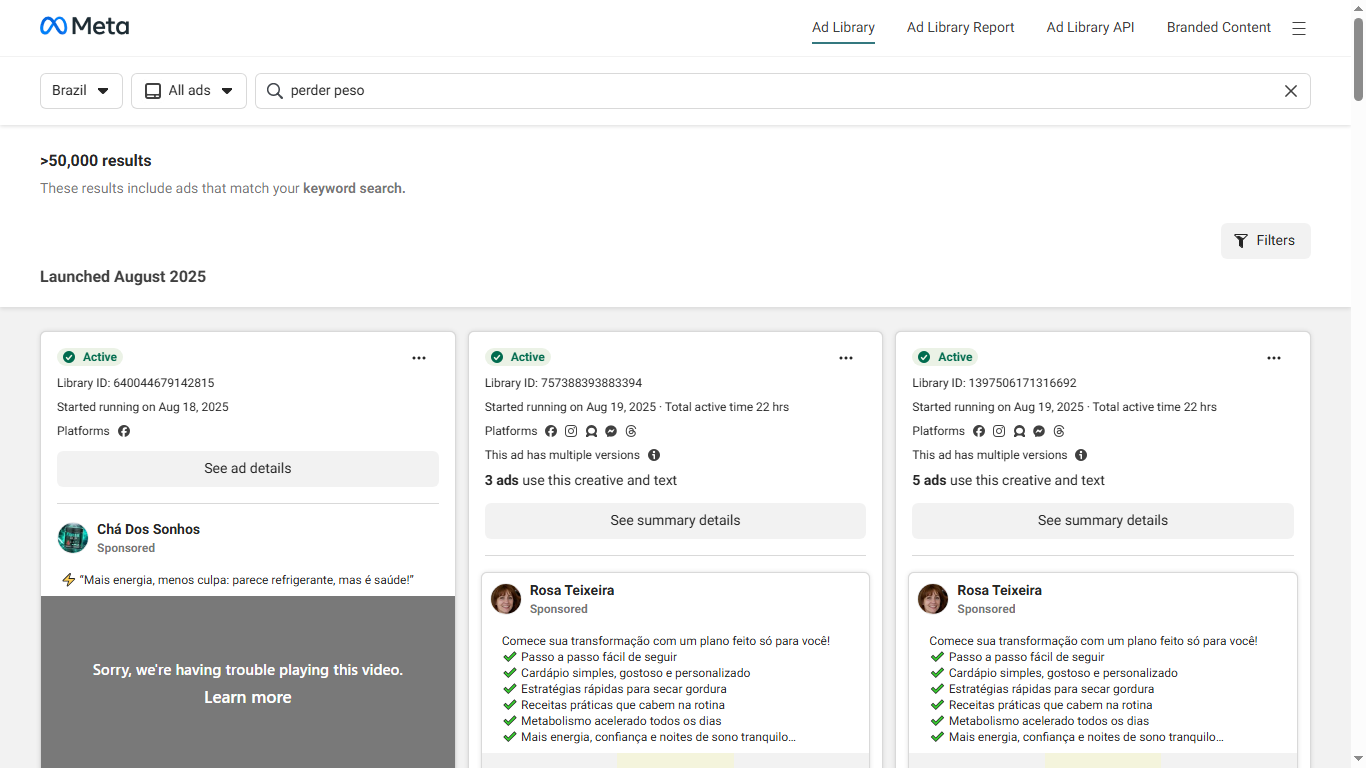 Meta
Ad Library Ad Library Report Ad Library API Branded Content
Brazil All ads perder peso
>50,000 results
These results include ads that match your keyword search.
Filters
Launched August 2025
Active
Library ID: 640044679142815
Started running on Aug 18, 2025
Platforms
See ad details
Chá Dos Sonhos
Sponsored
⚡ “Mais energia, menos culpa: parece refrigerante, mas é saúde!”
Sorry, we're having trouble playing this video.
Learn more
Active
Library ID: 757388393883394
Started running on Aug 19, 2025 · Total active time 22 hrs
Platforms
This ad has multiple versions
3 ads use this creative and text
See summary details
Rosa Teixeira
Sponsored
Comece sua transformação com um plano feito só para você!
✔ Passo a passo fácil de seguir
✔ Cardápio simples, gostoso e personalizado
✔ Estratégias rápidas para secar gordura
✔ Receitas práticas que cabem na rotina
✔ Metabolismo acelerado todos os dias
✔ Mais energia, confiança e noites de sono tranquilo...
Active
Library ID: 1397506171316692
Started running on Aug 19, 2025 · Total active time 22 hrs
Platforms
This ad has multiple versions
5 ads use this creative and text
See summary details
Rosa Teixeira
Sponsored
Comece sua transformação com um plano feito só para você!
✔ Passo a passo fácil de seguir
✔ Cardápio simples, gostoso e personalizado
✔ Estratégias rápidas para secar gordura
✔ Receitas práticas que cabem na rotina
✔ Metabolismo acelerado todos os dias
✔ Mais energia, confiança e noites de sono tranquilo...